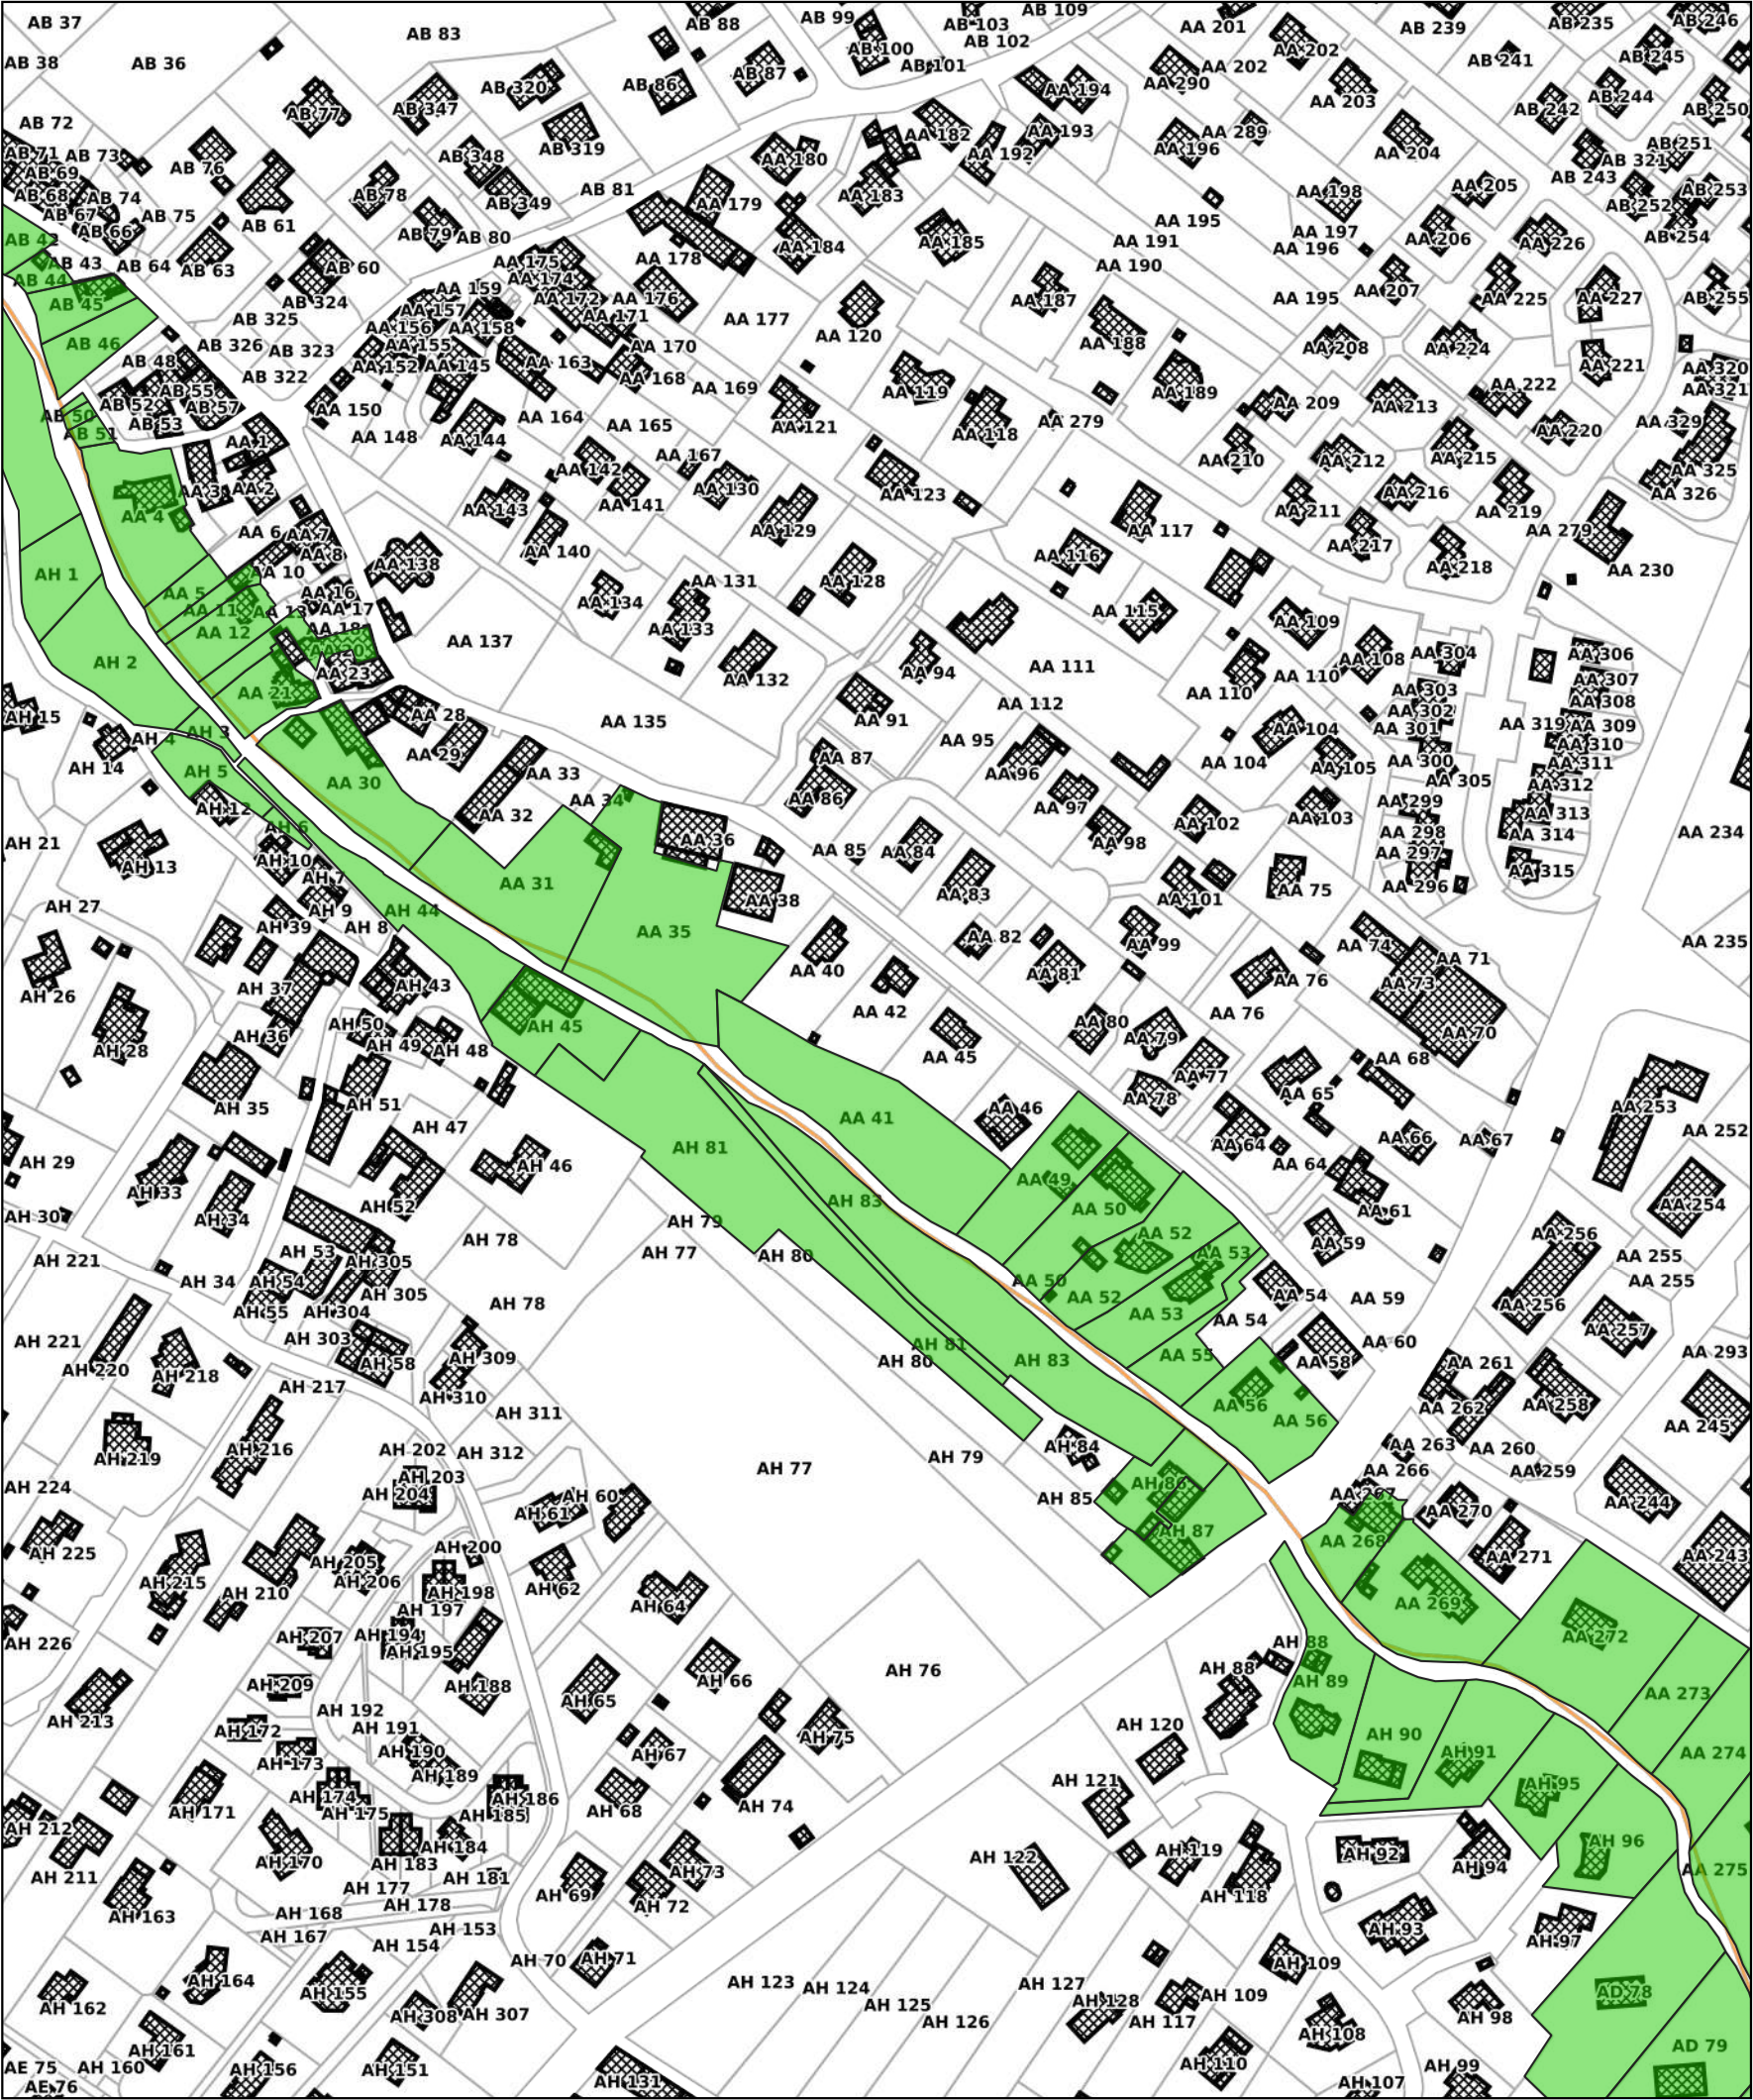 AB 37
AB 83
AB 88
AB 99
AB 103
AB 109
AA 201
AB 239
AB 235
AB 246
AB 38
AB 36
AB 100
AB 102
AB 101
AA 202
AA 202
AB 241
AB 245
AB 320
AB 86
AB 87
AA 194
AA 290
AA 203
AB 242
AB 244
AB 250
AB 77
AB 347
AB 72
AB 319
AA 182
AA 193
AA 289
AA 196
AA 204
AB 251
AB 71
AB 73
AB 69
AB 76
AB 348
AA 180
AA 192
AB 321
AB 243
AB 68
AB 74
AB 78
AB 349
AB 81
AA 179
AA 183
AA 198
AA 205
AB 253
AB 252
AB 67
AB 75
AB 66
AB 61
AB 79
AB 80
AA 184
AA 185
AA 195
AA 191
AA 197
AA 196
AA 206
AA 226
AB 254
AB 42
AB 43
AB 64
AB 63
AB 60
AA 175
AA 174
AA 178
AA 190
AB 44
AB 45
AB 324
AA 159
AA 157
AA 172
AA 176
AA 171
AA 177
AA 187
AA 195
AA 207
AA 225
AA 227
AB 255
AB 325
AA 156
AA 158
AA 120
AB 46
AB 326
AB 323
AA 155
AA 170
AA 188
AA 208
AA 224
AB 48
AB 322
AA 152
AA 145
AA 163
AA 168
AA 169
AA 119
AA 189
AA 222
AA 221
AA 320
AA 321
AB 50
AB 52
AB 55
AB 57
AB 53
AA 150
AA 164
AA 165
AA 121
AA 118
AA 279
AA 209
AA 213
AA 220
AA 329
AB 51
AA 1
AA 148
AA 144
AA 142
AA 167
AA 210
AA 212
AA 215
AA 325
AA 326
AA 3
AA 2
AA 4
AA 143
AA 141
AA 130
AA 123
AA 211
AA 216
AA 219
AA 6
AA 7
AA 8
AA 140
AA 129
AA 117
AA 217
AA 279
AH 1
AA 10
AA 138
AA 116
AA 218
AA 230
AA 5
AA 11
AA 16
AA 17
AA 134
AA 131
AA 128
AA 115
AA 109
AA 12
AA 18
AA 20
AA 137
AA 133
AH 2
AA 21
AA 23
AA 132
AA 94
AA 111
AA 110
AA 110
AA 108
AA 304
AA 306
AA 307
AA 303
AA 308
AH 15
AA 28
AA 135
AA 91
AA 112
AA 302
AA 301
AA 319
AA 309
AH 4
AH 3
AA 29
AA 95
AA 104
AA 310
AH 14
AH 5
AA 30
AA 33
AA 87
AA 96
AA 104
AA 105
AA 300
AA 305
AA 311
AA 312
AH 12
AA 34
AA 32
AA 86
AA 97
AA 102
AA 103
AA 299
AA 313
AH 21
AH 6
AH 13
AH 10
AH 7
AA 36
AA 85
AA 84
AA 98
AA 298
AA 297
AA 296
AA 314
AA 315
AA 234
AH 27
AH 39
AH 9
AH 8
AH 44
AA 31
AA 38
AA 83
AA 101
AA 75
AA 35
AA 40
AA 82
AA 99
AA 74
AA 71
AA 235
AH 26
AH 37
AH 43
AA 42
AA 81
AA 76
AA 76
AA 73
AA 70
AH 28
AH 36
AH 50
AH 49
AH 48
AH 45
AA 45
AA 80
AA 79
AA 68
AH 35
AH 51
AA 46
AA 77
AA 78
AA 65
AA 253
AH 47
AA 41
AA 64
AA 66
AA 67
AA 252
AH 29
AH 33
AH 34
AH 52
AH 46
AH 81
AA 49
AA 50
AA 64
AA 61
AA 254
AH 30
AH 83
AH 79
AA 52
AA 53
AA 59
AA 256
AA 255
AA 255
AH 221
AH 34
AH 53
AH 305
AH 54
AH 78
AH 77
AH 80
AA 50
AA 52
AA 54
AA 59
AA 256
AH 55
AH 304
AH 305
AH 78
AA 53
AA 54
AA 60
AA 257
AH 221
AH 220
AH 218
AH 303
AH 58
AH 309
AH 81
AH 80
AH 83
AA 55
AA 58
AA 261
AA 293
AH 217
AH 310
AH 311
AA 56
AA 56
AA 262
AA 258
AA 245
AH 219
AH 216
AH 202
AH 312
AH 77
AH 79
AH 84
AA 263
AA 260
AA 259
AH 224
AH 203
AH 204
AH 60
AH 61
AH 85
AH 86
AA 266
AA 267
AA 270
AA 244
AH 225
AH 200
AH 87
AA 268
AA 271
AA 243
AH 215
AH 205
AH 206
AH 210
AH 198
AH 62
AH 64
AA 269
AH 226
AH 207
AH 197
AH 194
AH 195
AH 76
AH 88
AH 88
AA 272
AH 213
AH 209
AH 188
AH 65
AH 66
AH 89
AA 273
AH 192
AH 172
AH 191
AH 190
AH 189
AH 67
AH 75
AH 120
AH 90
AH 91
AA 274
AH 173
AH 174
AH 175
AH 171
AH 186
AH 185
AH 68
AH 74
AH 121
AH 95
AH 212
AH 211
AH 170
AH 184
AH 183
AH 181
AH 73
AH 122
AH 119
AH 92
AH 94
AH 96
AA 275
AH 163
AH 177
AH 178
AH 168
AH 69
AH 72
AH 118
AH 93
AH 97
AH 167
AH 154
AH 153
AH 70
AH 71
AH 109
AH 162
AH 164
AH 155
AH 308
AH 307
AH 123
AH 124
AH 125
AH 126
AH 127
AH 128
AH 117
AH 109
AH 98
AD 78
AH 161
AH 160
AH 156
AH 151
AH 131
AH 110
AH 108
AH 107
AH 99
AD 79
AE 75
AE 76